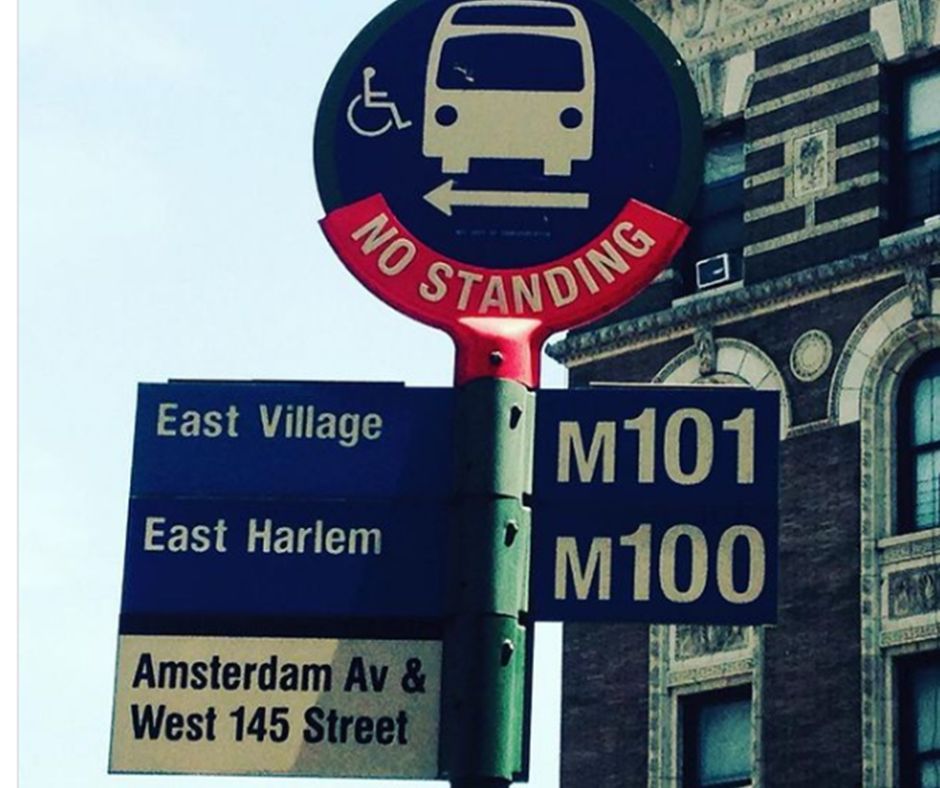 NO STANDING
East Village
M101
East Harlem
M100
Amsterdam Av &
West 145 Street